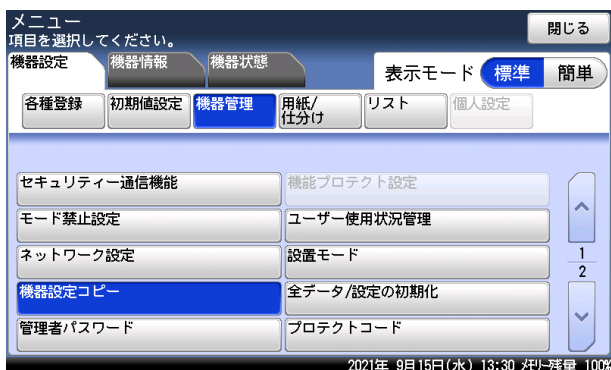 メニュー
閉じる
項目を選択してください。
機器設定
機器情報
機器状態
表示モード 標準 簡単
各種登録
初期値設定
機器管理
用紙/
仕分け
リスト
個人設定
セキュリティー通信機能
機能プロテクト設定
モード禁止設定
ユーザー使用状況管理
ネットワーク設定
設置モード
1
2
機器設定コピー
全データ/設定の初期化
管理者パスワード
プロテクトコード
2021年 9月15日(水) 13:30 メモリー残量 100%